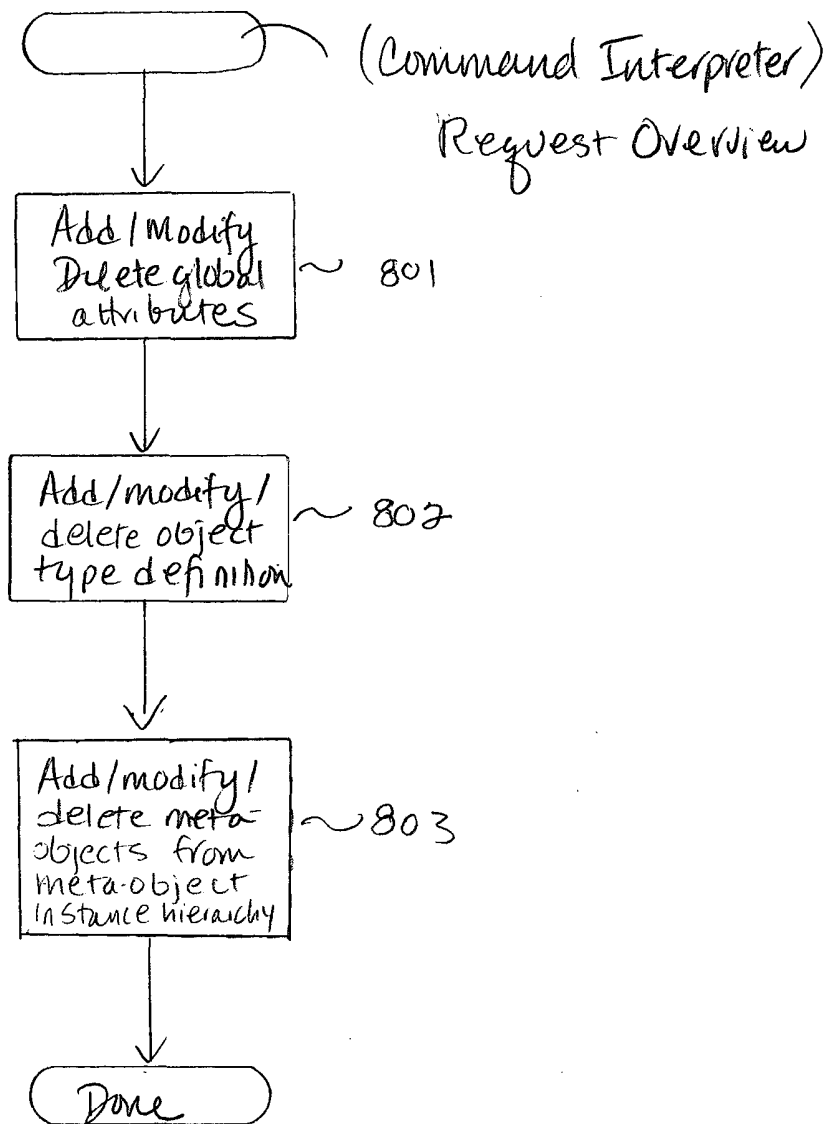 (Command Interpreter)
Request Overview
Add/Modify
Delete global
attributes
801
Add/modify/
delete object
type definition
802
Add/modify/
delete meta-
objects from
meta-object
instance hierarchy
803
Done